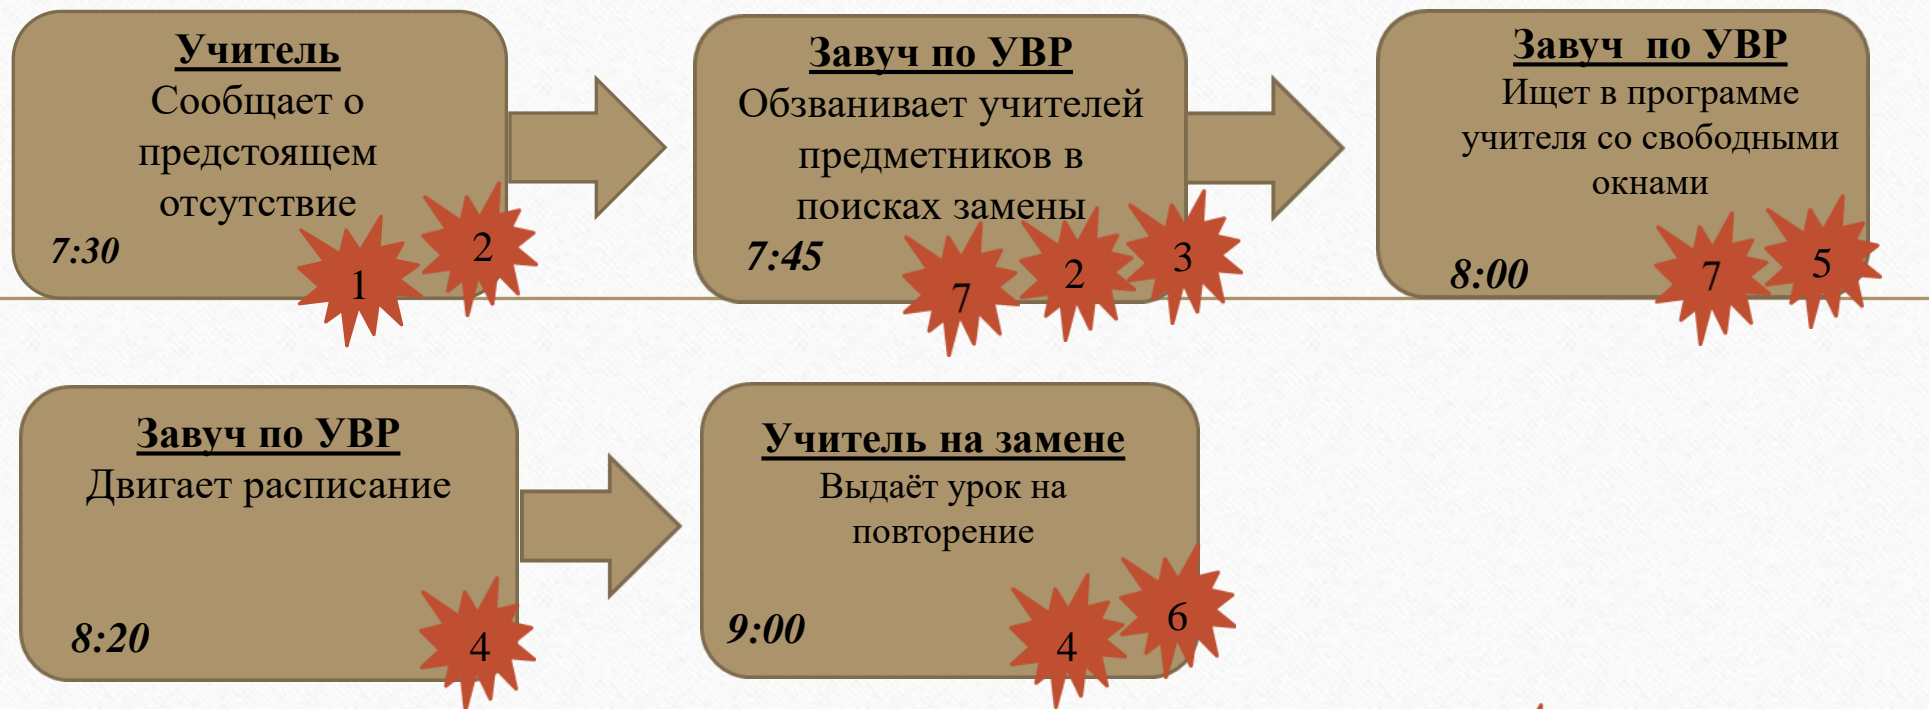 Учитель
Сообщает о
предстоящем
отсутствие
7:30
1
2
Завуч по УВР
Обзванивает учителей
предметников в
поисках замены
7:45
7
2
3
Завуч  по УВР
Ищет в программе
учителя со свободными
окнами
8:00
7
5
Завуч по УВР
Двигает расписание
8:20
4
Учитель на замене
Выдаёт урок на
повторение
9:00
4
6